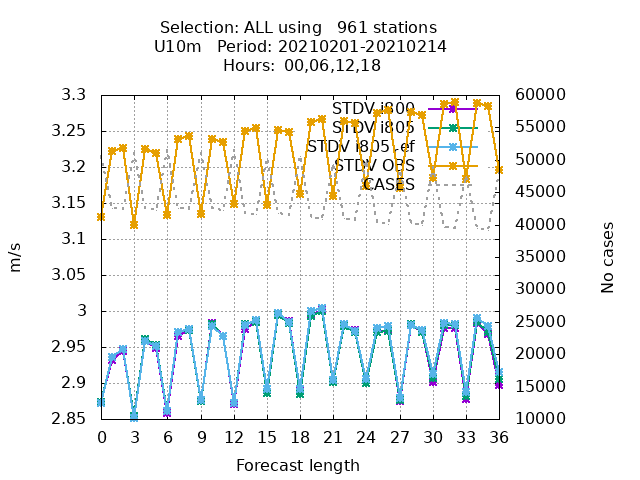 Selection: ALL using   961 stations
U10m   Period: 20210201-20210214
Hours:  00,06,12,18
3.3
3.25
3.2
3.15
3.1
3.05
3
2.95
2.9
2.85
m/s
STDV i800
STDV i805
STDV i805_ef
STDV OBS
CASES
60000
55000
50000
45000
40000
35000
30000
25000
20000
15000
10000
No cases
0 3 6 9 12 15 18 21 24 27 30 33 36
Forecast length